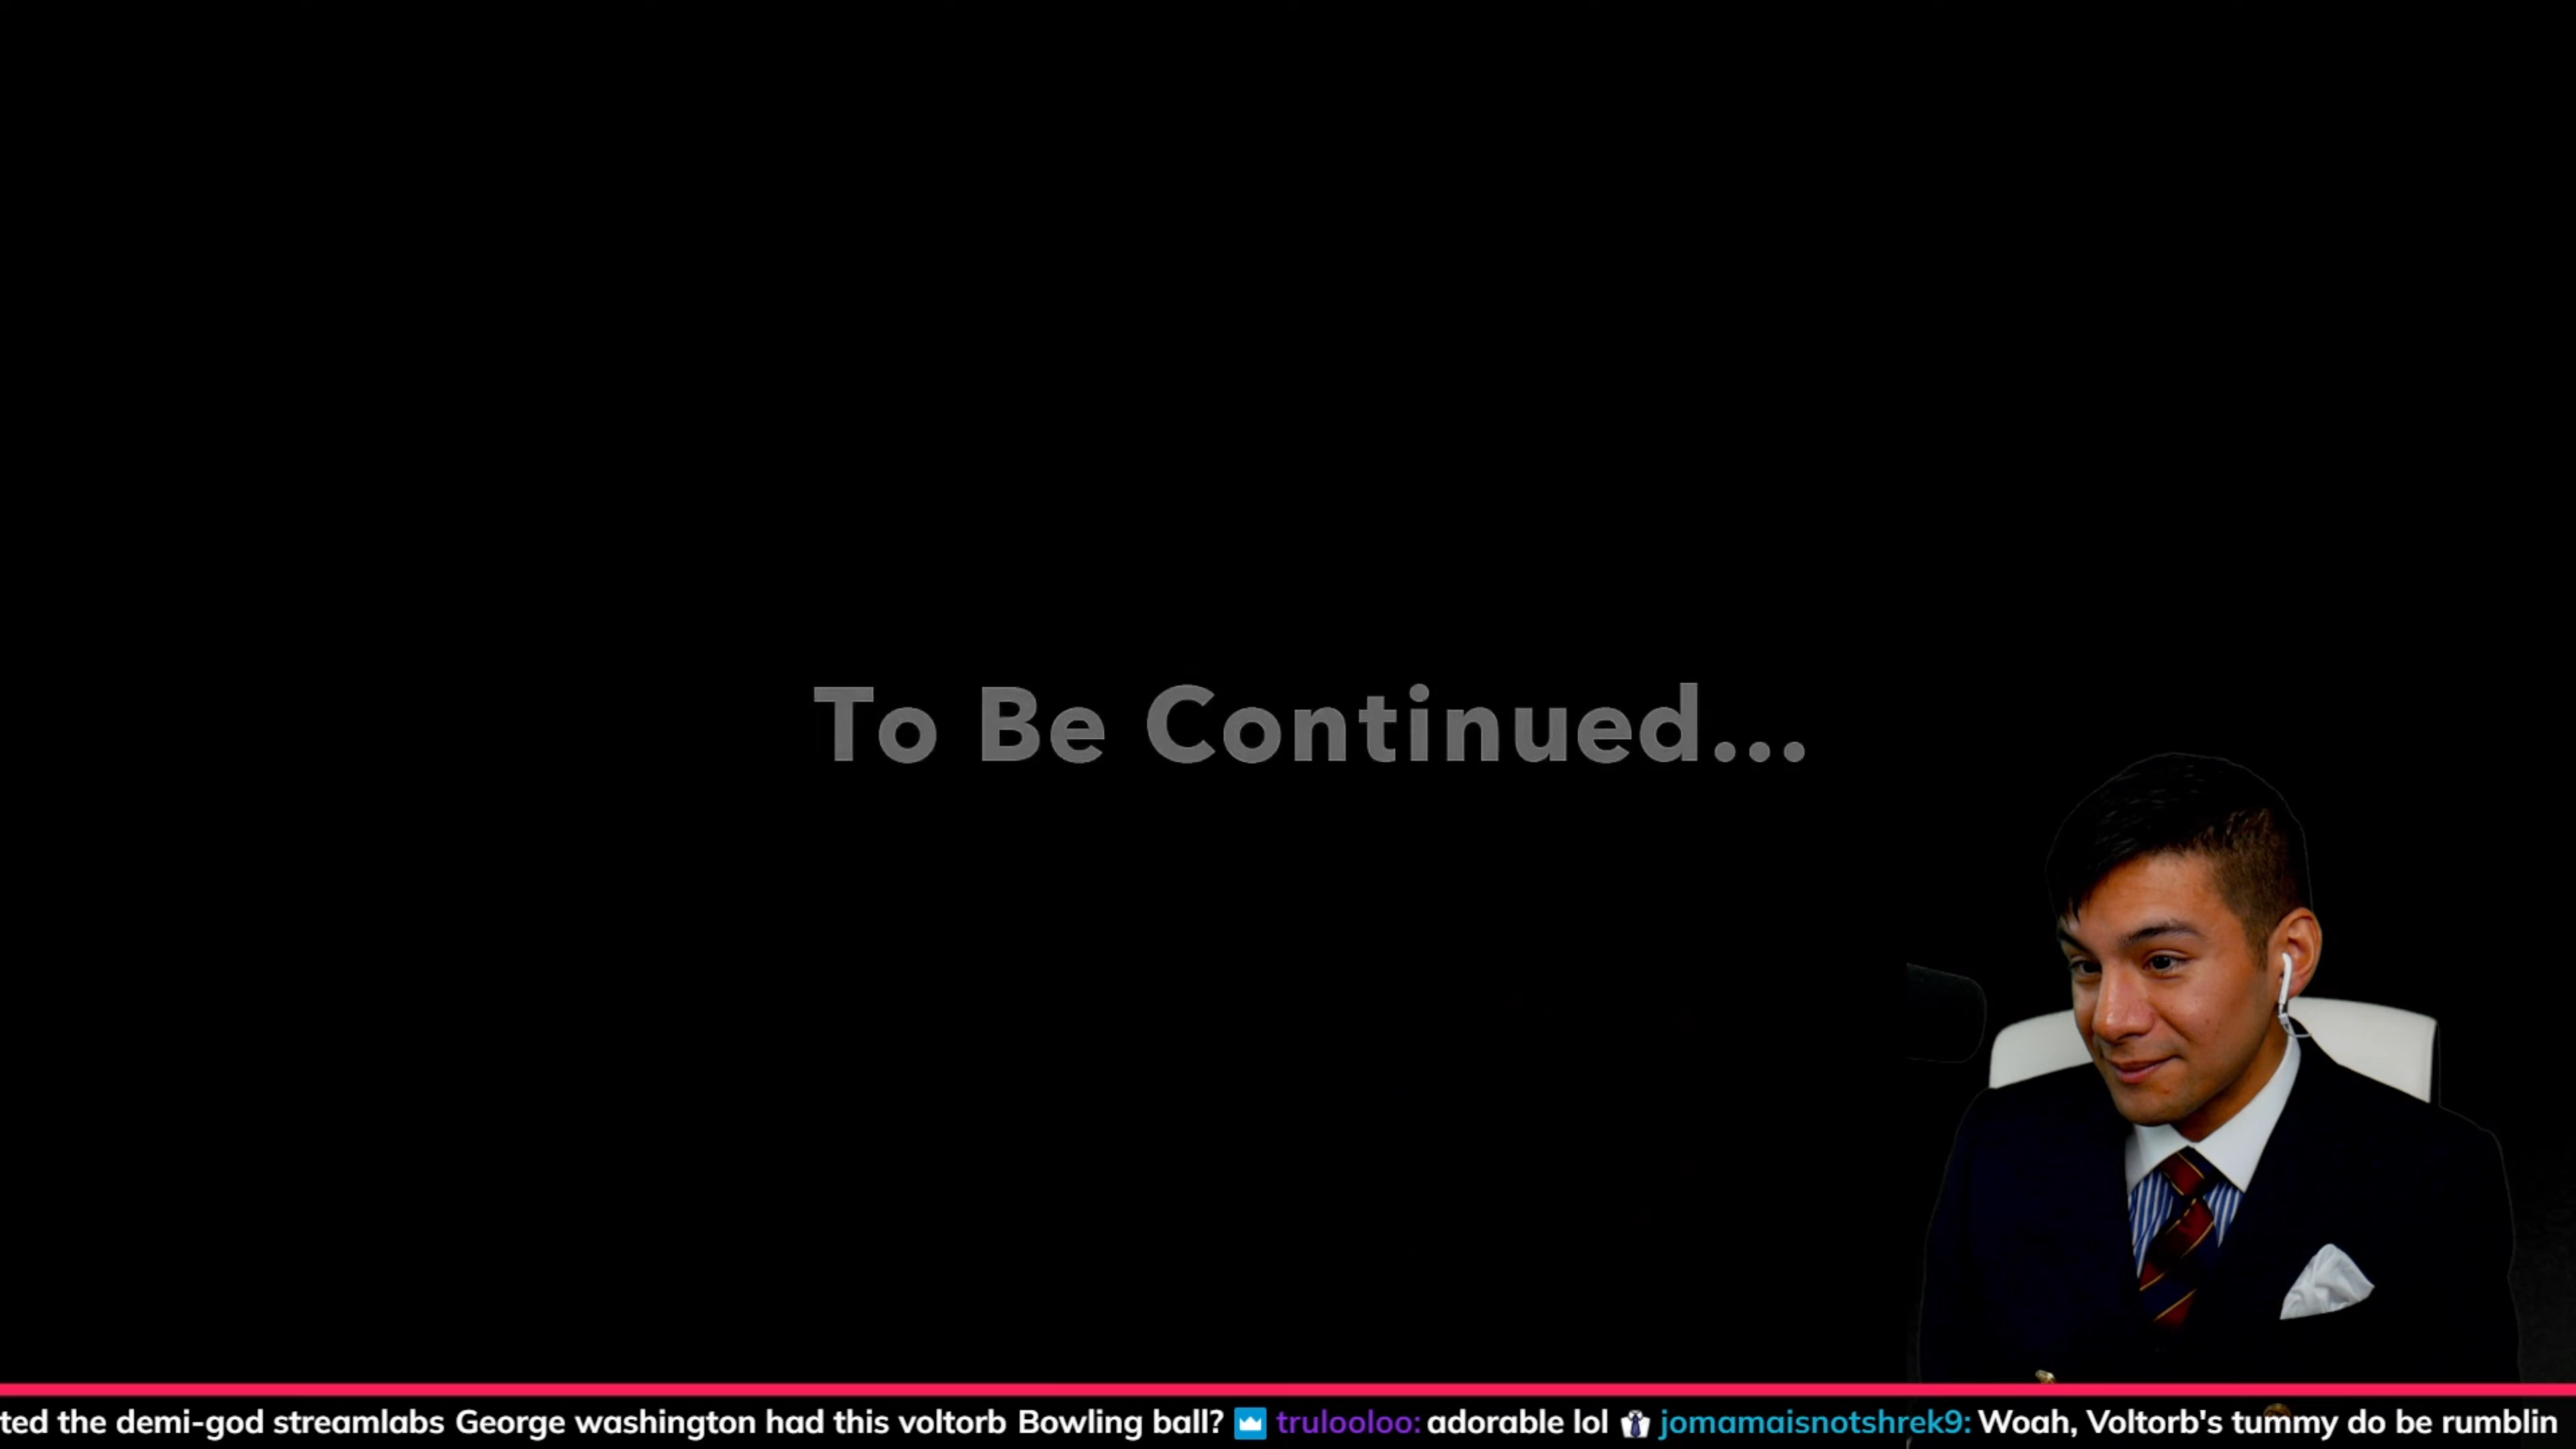 To Be Continued...
ted the demi-god streamlabs George washington had this voltorb Bowling ball? trulooloo: adorable lol jomamaisnotshrek9: Woah, Voltorb's tummy do be rumblin